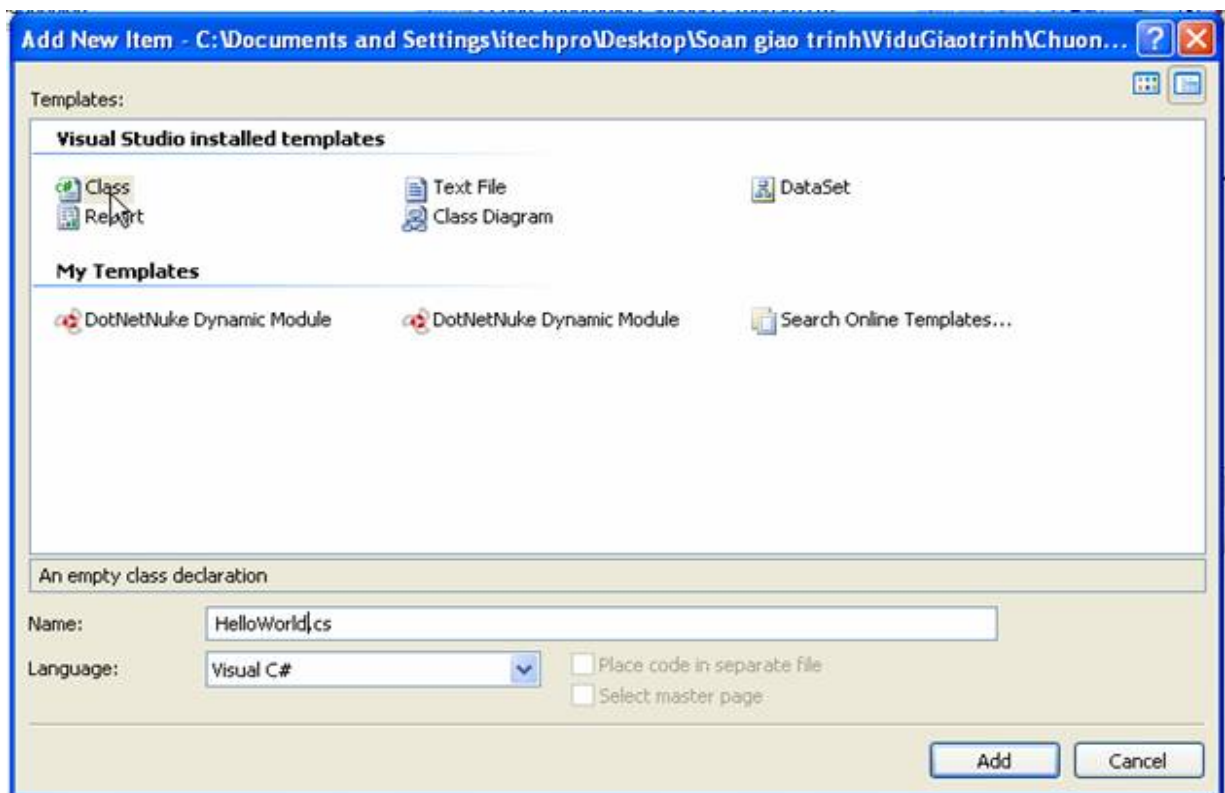 Add New Item - C:\Documents and Settings\itechpro\Desktop\Soan giao trinh\ViduGiaotrinh\Chuon...
Templates:
Visual Studio installed templates
Class Text File DataSet
Report Class Diagram
My Templates
DotNetNuke Dynamic Module DotNetNuke Dynamic Module Search Online Templates...
An empty class declaration
Name: HelloWorld.cs
Language: Visual C# Place code in separate file
Select master page
Add Cancel